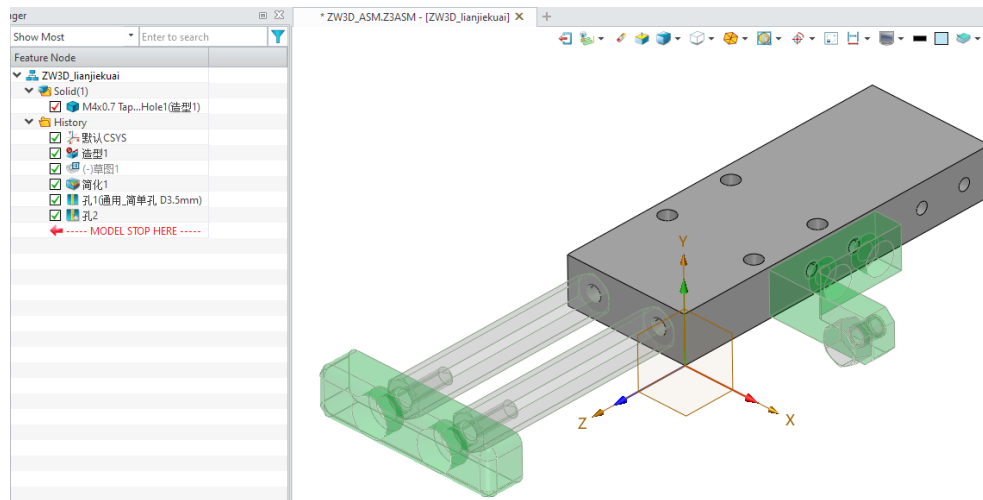 ager
* ZW3D_ASM.Z3ASM - [ZW3D_lianjiekuai]
Show Most
Enter to search
Feature Node
ZW3D_lianjiekuai
Solid(1)
M4x0.7 Tap...Hole1(造型1)
History
默认CSYS
造型1
(-)草图1
简化1
孔1(通用_简单孔 D3.5mm)
孔2
----- MODEL STOP HERE -----
Y
Z
X